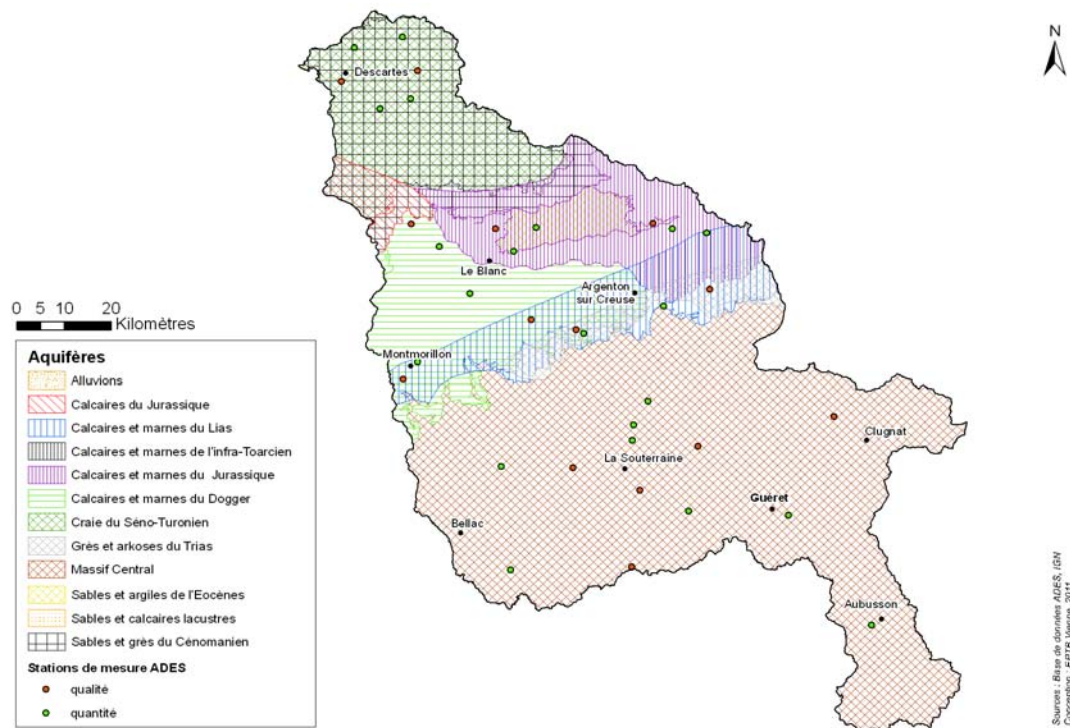 N
Descartes
Le Blanc
Argenton
sur Creuse
0 5 10 20
Kilomètres
Montmorillon
Aquifères
Alluvions
Calcaires du Jurassique
Calcaires et marnes du Lias
Calcaires et marnes de l'infra-Toarcien
Calcaires et marnes du Jurassique
Calcaires et marnes du Dogger
Craie du Séno-Turonien
Grès et arkoses du Trias
Massif Central
Sables et argiles de l'Eocènes
Sables et calcaires lacustres
Sables et grès du Cénomanien
Stations de mesure ADES
qualité
quantité
Clugnat
La Souterraine
Guéret
Bellac
Aubusson
Sources : Base de données ADES, IGN
Conception : EPTB Vienne, 2011